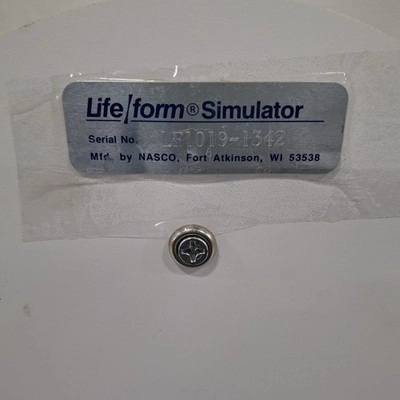 Life/form® Simulator
Serial No. LF1019-1342
Mfd. by NASCO, Fort Atkinson, WI 53538